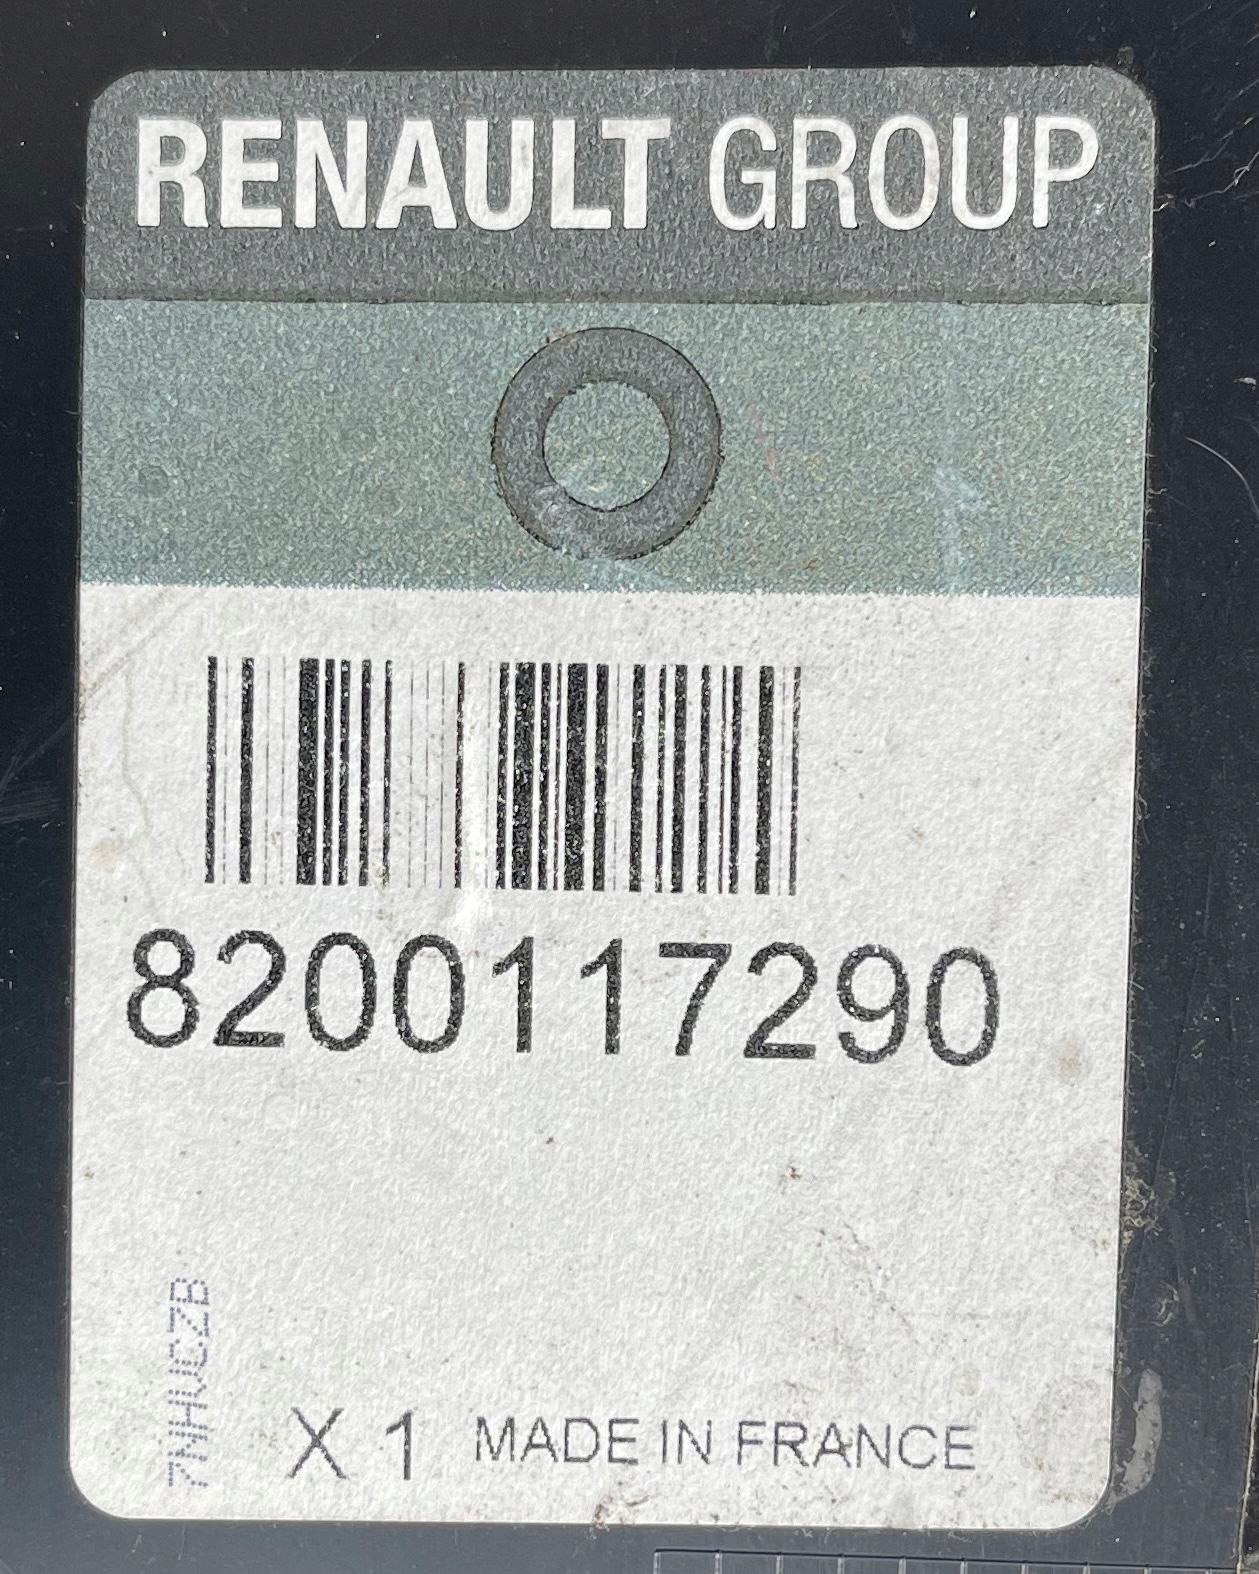 RENAULT GROUP
8200117290
X 1 MADE IN FRANCE